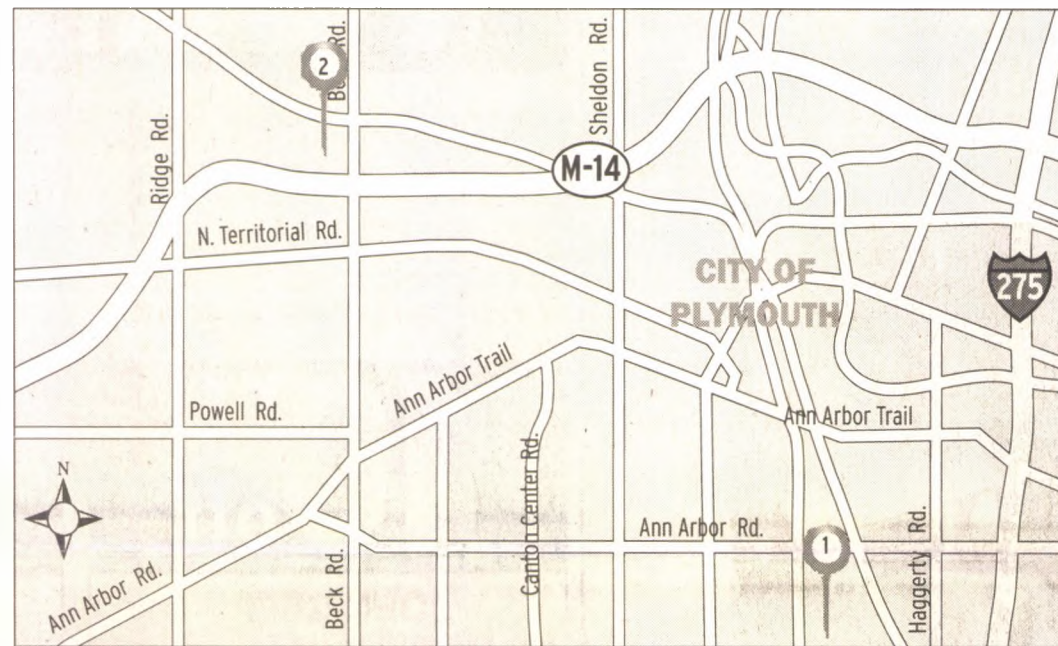 2
Be Rd.
Sheldon Rd.
Ridge Rd.
M-14
N. Territorial Rd.
CITY OF
PLYMOUTH
275
Ann Arbor Trail
Powell Rd.
Ann Arbor Trail
N
Canton Center Rd.
Ann Arbor Rd.
1
Haggerty Rd.
Beck Rd.
Ann Arbor Rd.